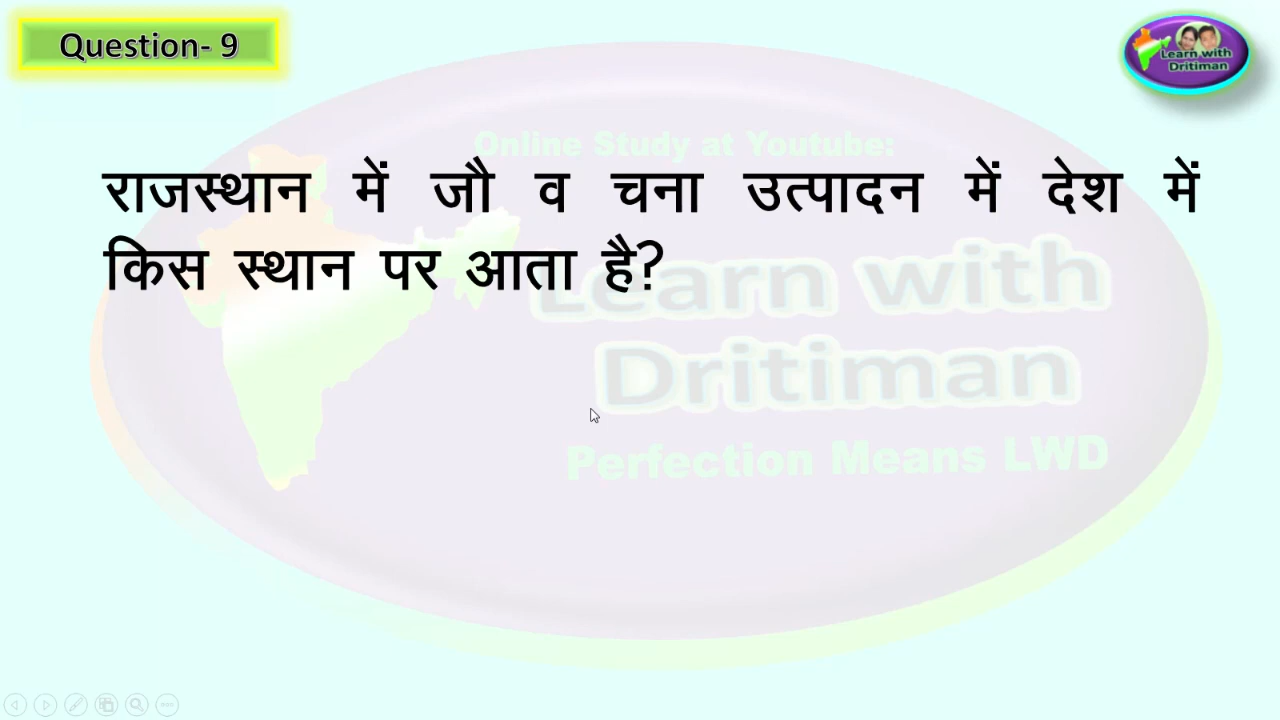 Question- 9
Learn with
Dritiman
Online Study at Youtube:
राजस्थान में जौ व चना उत्पादन में देश में
किस स्थान पर आता है?
Learn with
Dritiman
Perfection Means LWD